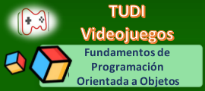 TUDI
Videojuegos
Fundamentos de
Programación
Orientada a Objetos